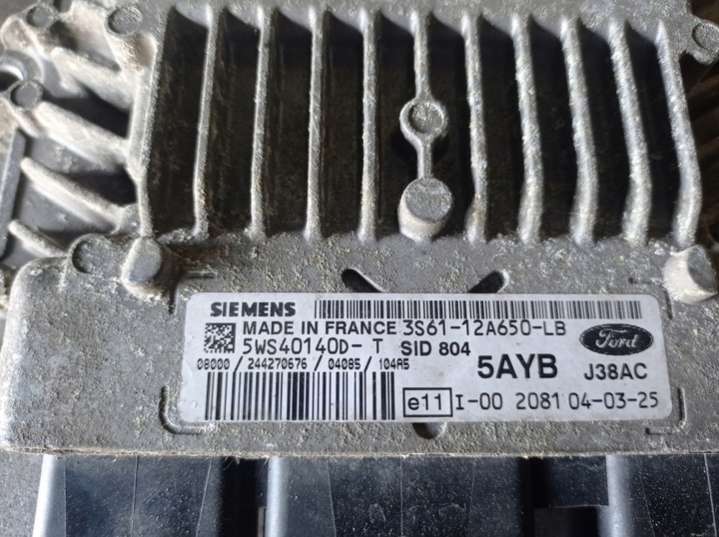 SIEMENS
MADE IN FRANCE 3S61-12A650-LB
5WS40140D- T SID 804
Ford
08000 / 244270676 / 04085 / 104A5
5AYB J38AC
e11 I-00 2081 04-03-25